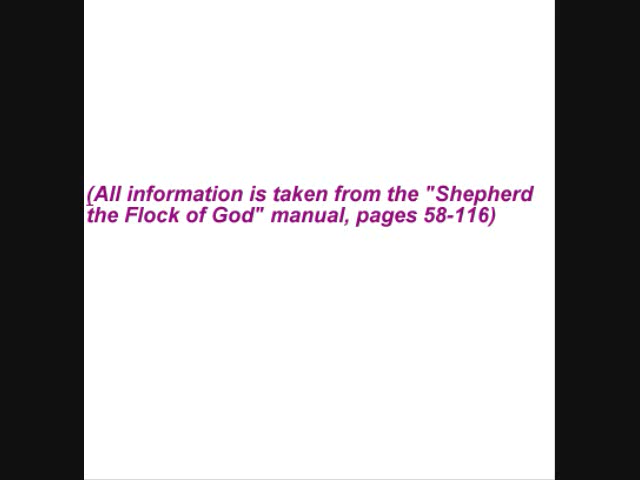 (All information is taken from the "Shepherd
the Flock of God" manual, pages 58-116)